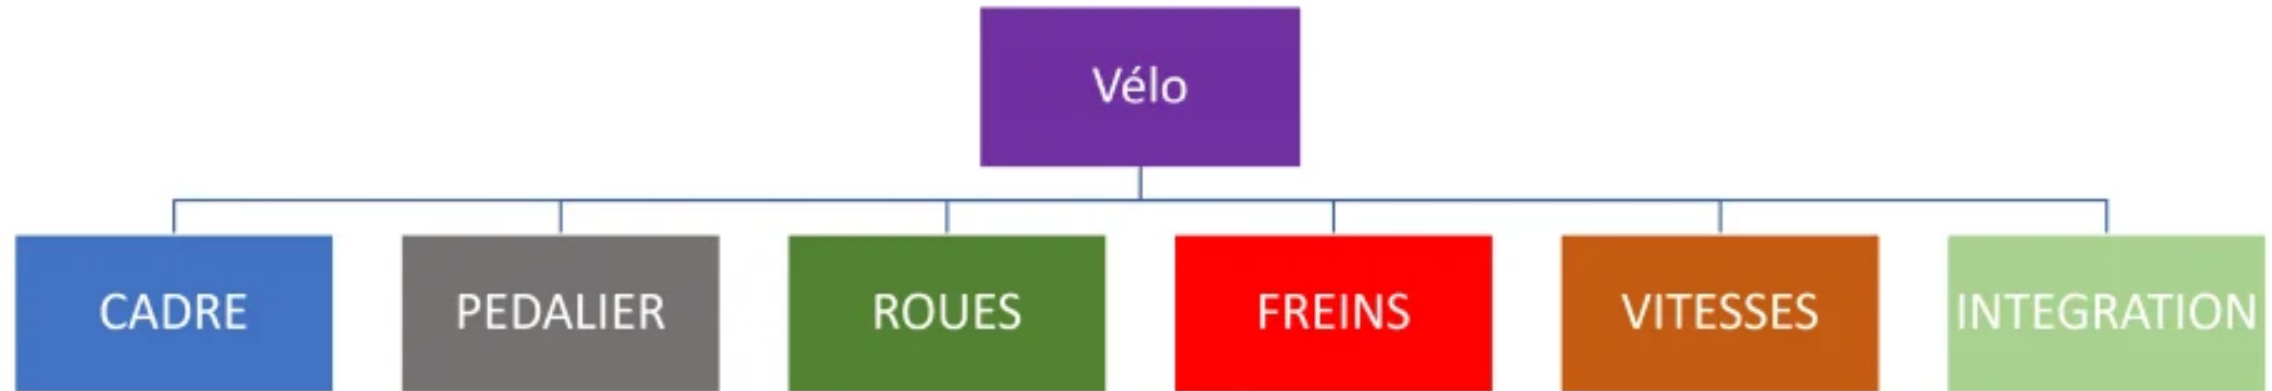 Vélo
CADRE
PEDALIER
ROUES
FREINS
VITESSES
INTEGRATION